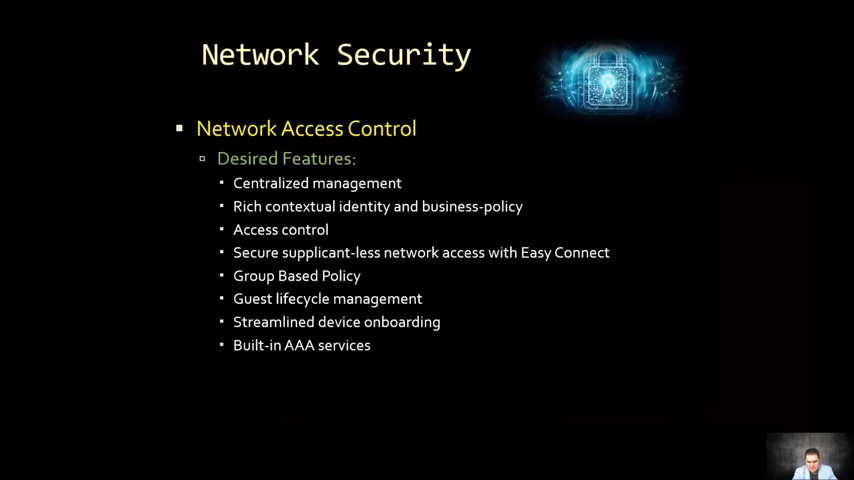 Network Security
Network Access Control
Desired Features:
Centralized management
Rich contextual identity and business-policy
Access control
Secure supplicant-less network access with Easy Connect
Group Based Policy
Guest lifecycle management
Streamlined device onboarding
Built-in AAA services